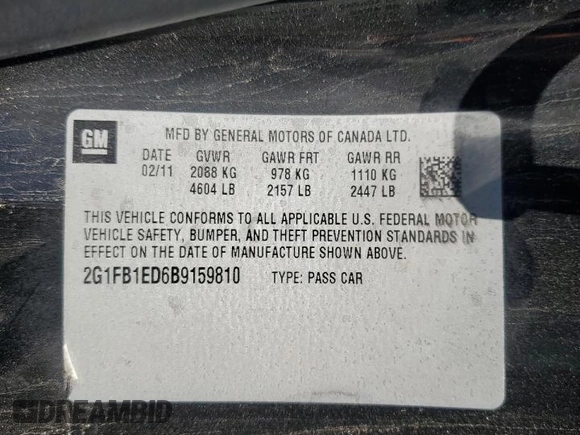 GM
MFD BY GENERAL MOTORS OF CANADA LTD.
DATE GVWR GAWR FRT GAWR RR
02/11 2088 KG 978 KG 1110 KG
4604 LB 2157 LB 2447 LB
THIS VEHICLE CONFORMS TO ALL APPLICABLE U.S. FEDERAL MOTOR
VEHICLE SAFETY, BUMPER, AND THEFT PREVENTION STANDARDS IN
EFFECT ON THE DATE OF MANUFACTURE SHOWN ABOVE.
2G1FB1ED6B9159810 TYPE: PASS CAR
DREAMBID